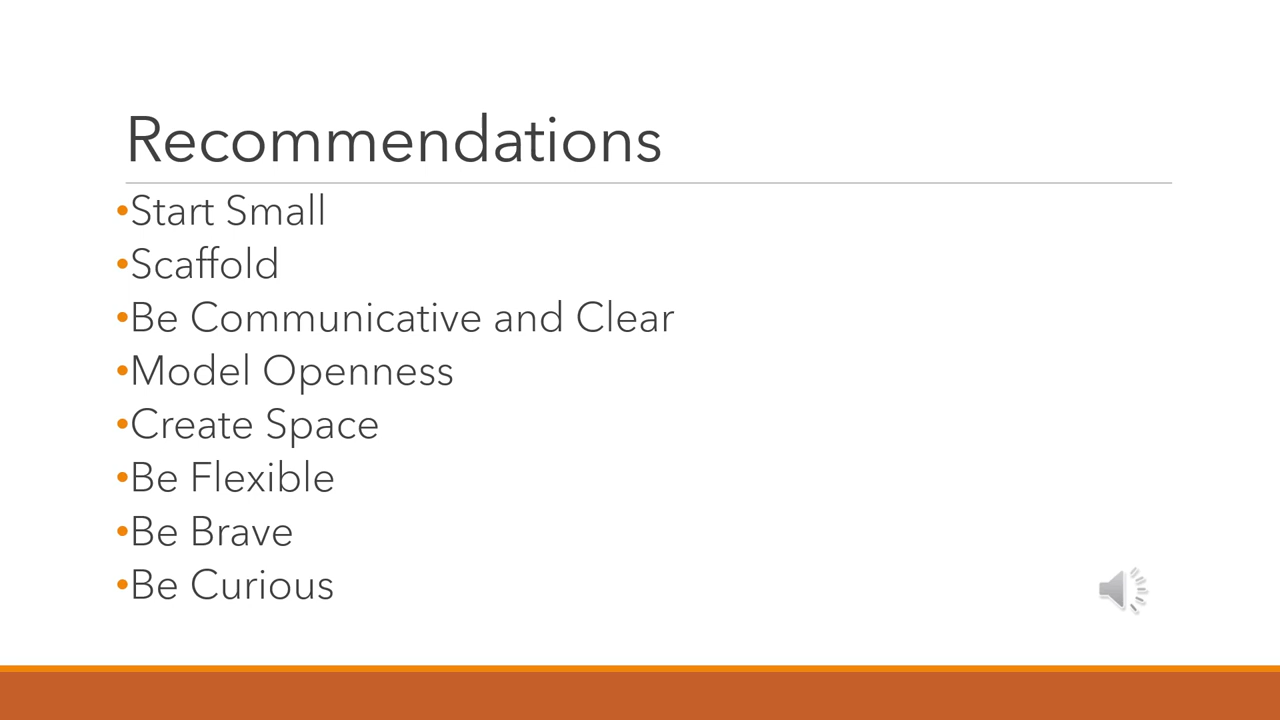 Recommendations
•Start Small
•Scaffold
•Be Communicative and Clear
•Model Openness
•Create Space
•Be Flexible
•Be Brave
•Be Curious